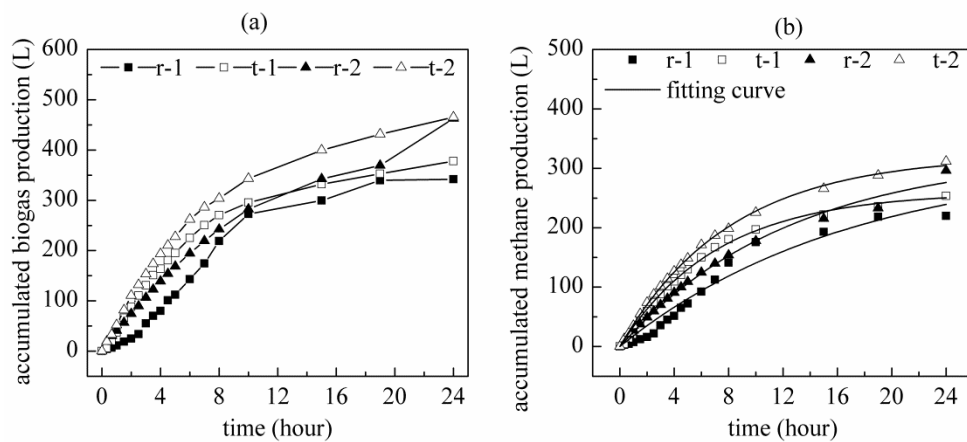 (a)
accumulated biogas production (L)
600
500
400
300
200
100
0
r-1 t-1 r-2 t-2
0 4 8 12 16 20 24
time (hour)
(b)
accumulated methane production (L)
500
400
300
200
100
0
r-1 t-1 r-2 t-2
fitting curve
0 4 8 12 16 20 24
time (hour)